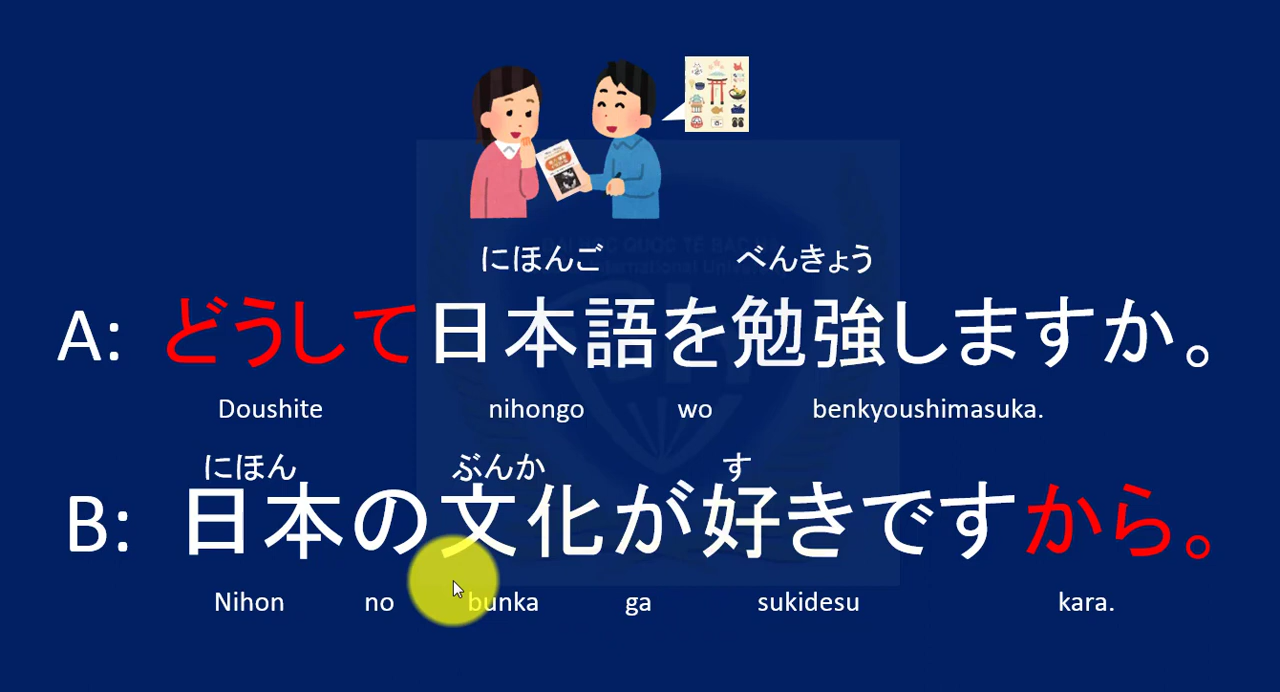 にほんご べんきょう
A: どうして日本語を勉強しますか。
Doushite nihongo wo benkyoushimasuka.
にほん ぶんか す
B: 日本の文化が好きですから。
Nihon no bunka ga sukidesu kara.